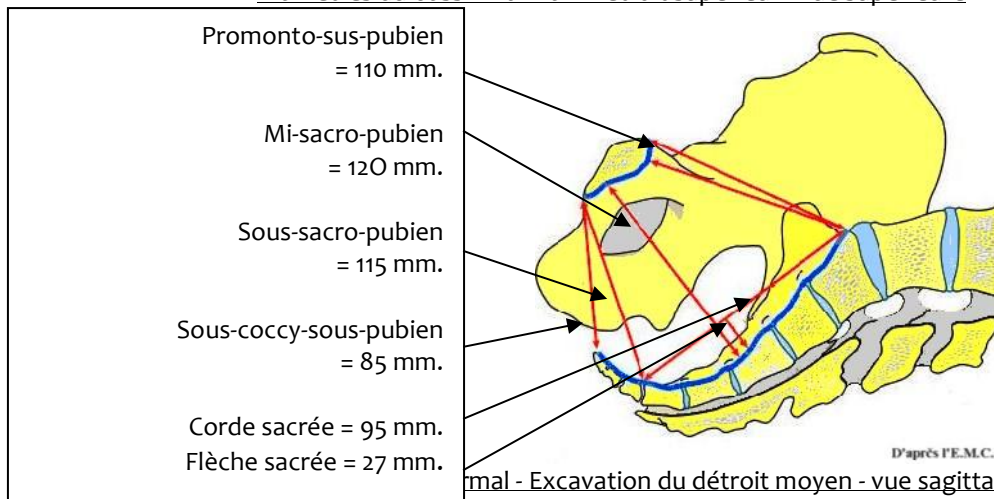 Promonto-sus-pubien
= 110 mm.
Mi-sacro-pubien
= 12O mm.
Sous-sacro-pubien
= 115 mm.
Sous-coccy-sous-pubien
= 85 mm.
Corde sacrée = 95 mm.
Flèche sacrée = 27 mm.
D'après l'E.M.C.
mal - Excavation du détroit moyen - vue sagitta